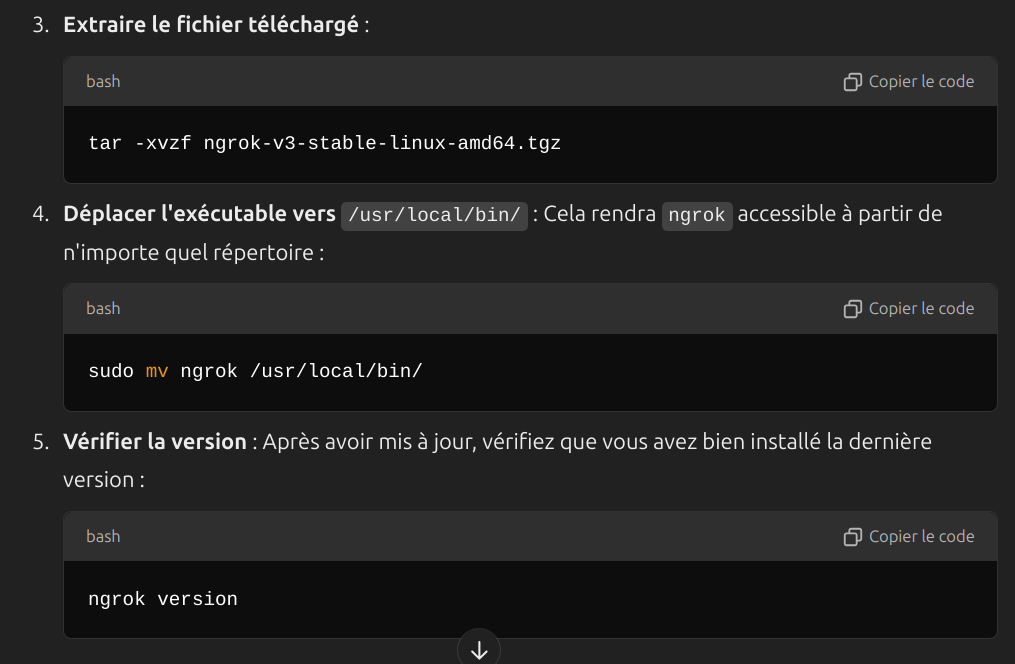 3. Extraire le fichier téléchargé :
bash
Copier le code
tar -xvzf ngrok-v3-stable-linux-amd64.tgz
4. Déplacer l'exécutable vers /usr/local/bin/ : Cela rendra ngrok accessible à partir de
n'importe quel répertoire :
bash
Copier le code
sudo mv ngrok /usr/local/bin/
5. Vérifier la version : Après avoir mis à jour, vérifiez que vous avez bien installé la dernière
version :
bash
Copier le code
ngrok version